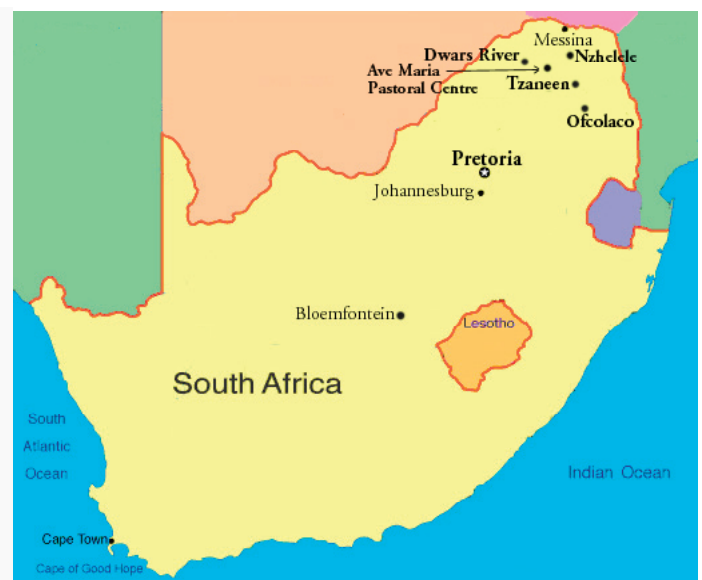 Messina
Dwars River
Nzhelele
Ave Maria
Pastoral Centre
Tzaneen
Ofcolaco
Pretoria
Johannesburg
Bloemfontein
Lesotho
South Africa
South
Atlantic
Ocean
Indian Ocean
Cape Town
Cape of Good Hope